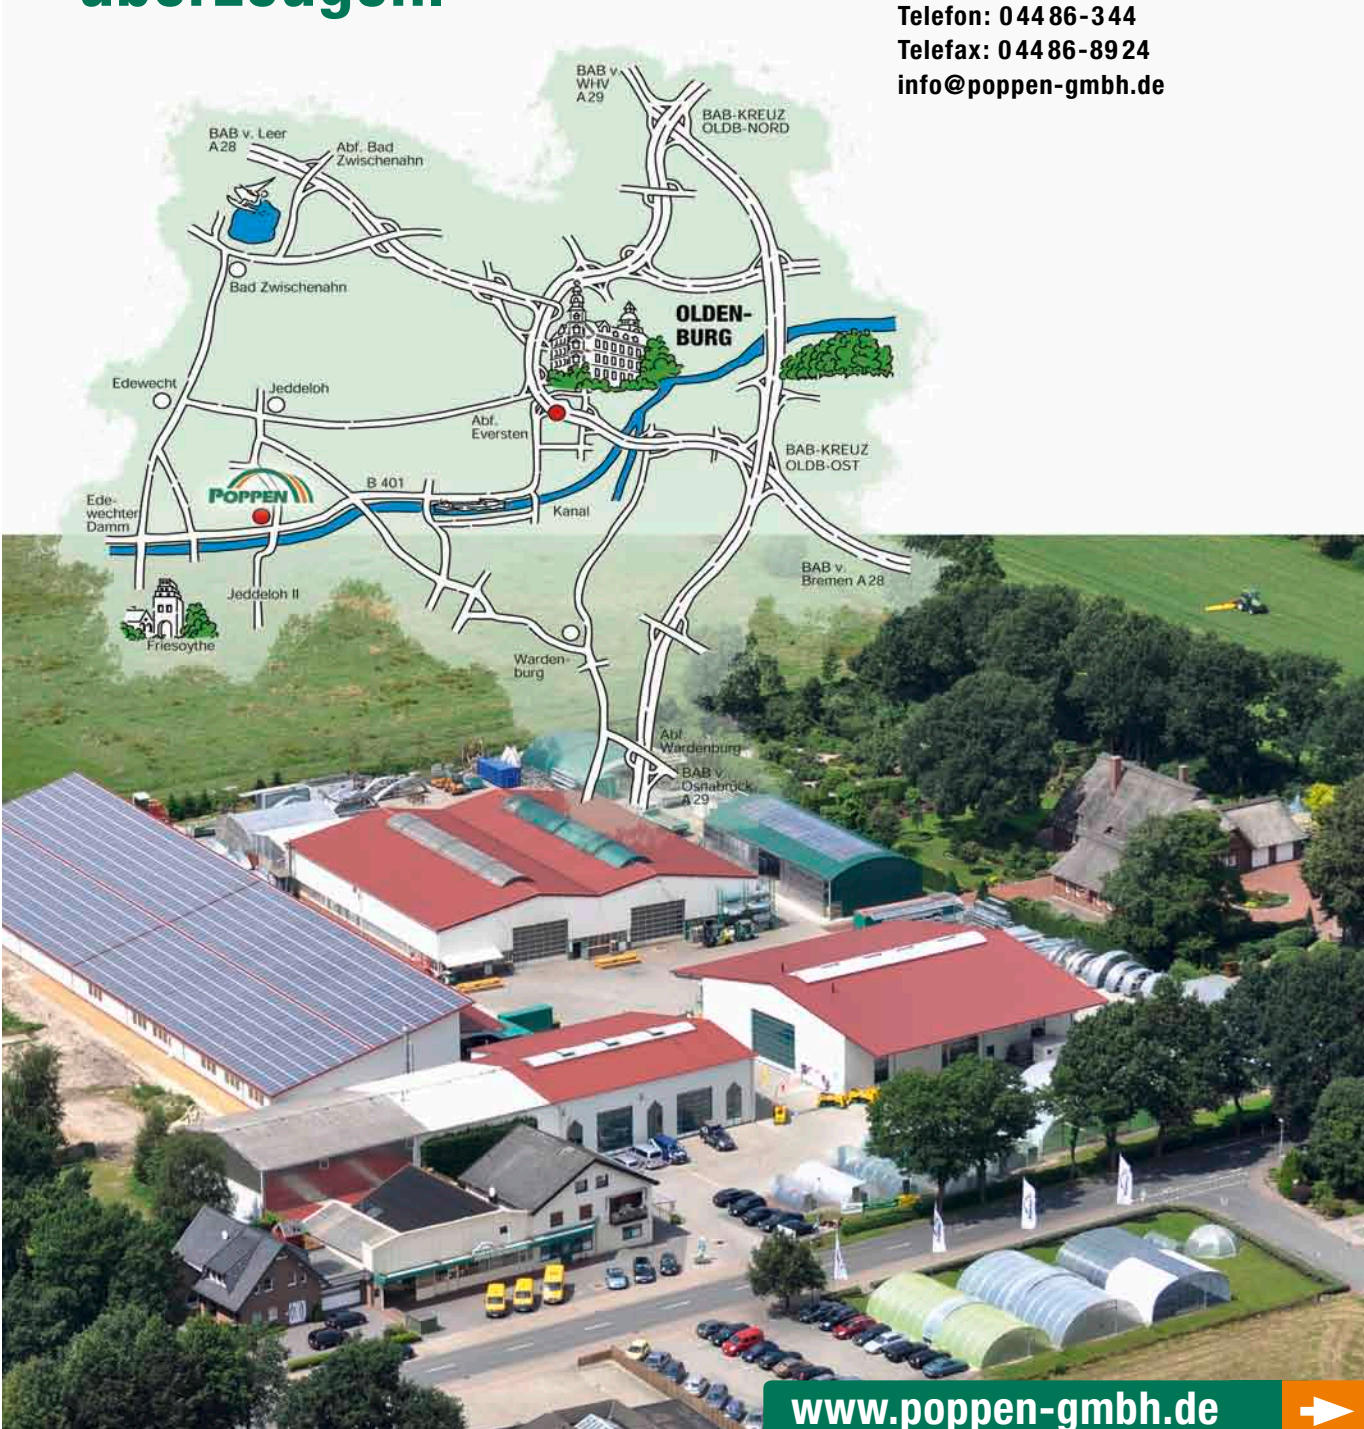 überzeugen!
Telefon: 0 44 86 - 3 44
Telefax: 0 44 86 - 89 24
info@poppen-gmbh.de
BAB v.
WHV
A 29
BAB-KREUZ
OLDB-NORD
BAB v. Leer
A 28
Abf. Bad
Zwischenahn
Bad Zwischenahn
OLDEN-
BURG
Edewecht
Jeddeloh
Abf.
Eversten
BAB-KREUZ
OLDB-OST
POPPEN
B 401
Ede-
wechter
Damm
Kanal
BAB v.
Bremen A 28
Jeddeloh II
Friesoythe
Warden-
burg
Abf.
Wardenburg
BAB v.
Osnabrück
A 29
www.poppen-gmbh.de